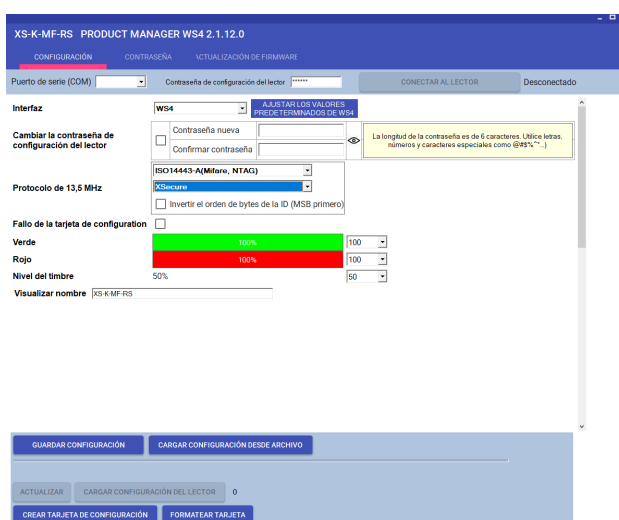 XS-K-MF-RS PRODUCT MANAGER WS4 2.1.12.0
CONFIGURACIÓN CONTRASEÑA \CTUALIZACIÓN DE FIRMWARE
Puerto de serie (COM) Contraseña de configuración del lector ****** CONECTAR AL LECTOR Desconectado
Interfaz WS4 AJUSTAR LOS VALORES
PREDETERMINADOS DE WS4
Cambiar la contraseña de
configuración del lector
Contraseña nueva
Confirmar contraseña
La longitud de la contraseña es de 6 caracteres. Utilice letras,
números y caracteres especiales como @#$%^*..)
Protocolo de 13,5 MHz
ISO14443-A(Mifare, NTAG)
XSecure
Invertir el orden de bytes de la ID (MSB primero)
Fallo de la tarjeta de configuration
Verde 100% 100
Rojo 100% 100
Nivel del timbre 50% 50
Visualizar nombre XS-K-MF-RS
GUARDAR CONFIGURACIÓN CARGAR CONFIGURACIÓN DESDE ARCHIVO
ACTUALIZAR CARGAR CONFIGURACIÓN DEL LECTOR 0
CREAR TARJETA DE CONFIGURACIÓN FORMATEAR TARJETA